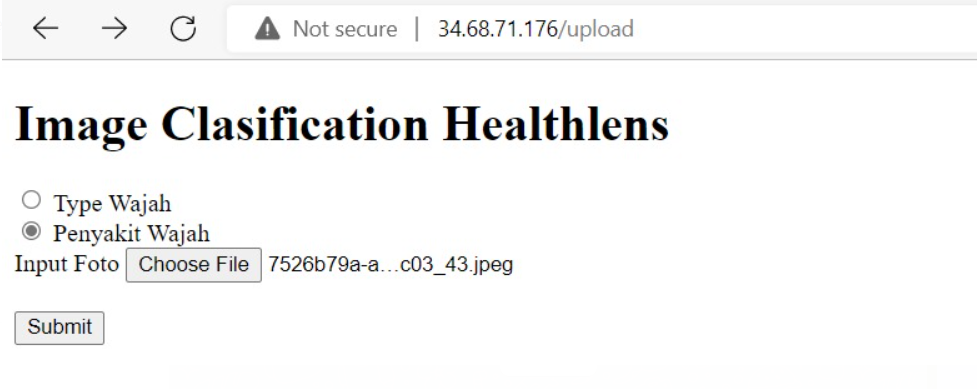 Not secure | 34.68.71.176/upload
Image Clasification Healthlens
Type Wajah
Penyakit Wajah
Input Foto Choose File 7526b79a-a...c03_43.jpeg
Submit